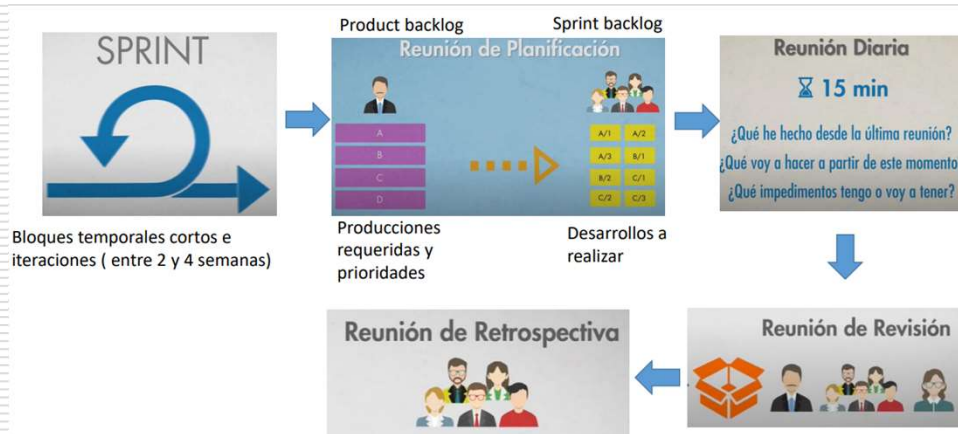 Product backlog
Sprint backlog
SPRINT
Reunión de Planificación
A
B
C
D
A/1 A/2
A/3 B/1
B/2 C/1
C/2 C/3
Reunión Diaria
15 min
¿Qué he hecho desde la última reunión?
¿Qué voy a hacer a partir de este momento
¿Qué impedimentos tengo o voy a tener?
Bloques temporales cortos e
iteraciones ( entre 2 y 4 semanas)
Producciones
requeridas y
prioridades
Desarrollos a
realizar
Reunión de Revisión
Reunión de Retrospectiva